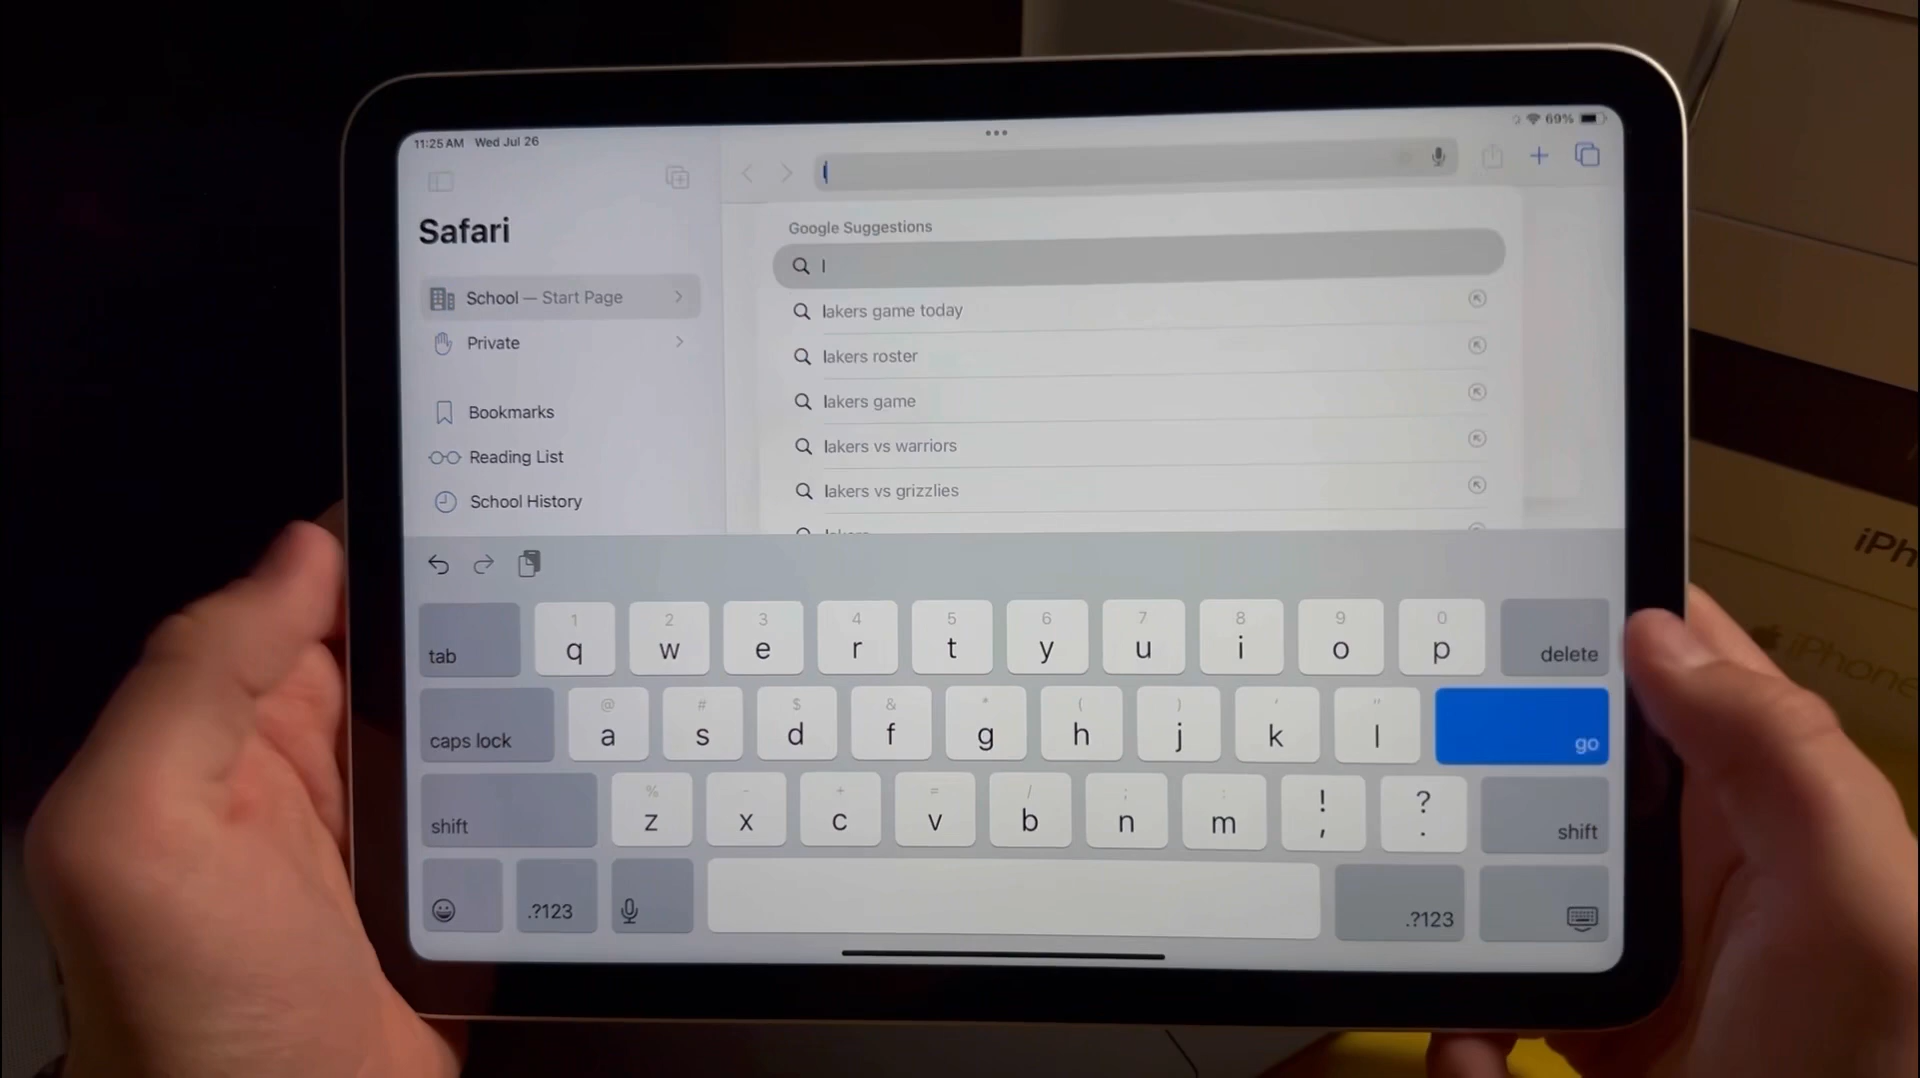 11:25 AM Wed Jul 26
69%
l
Safari
School — Start Page
Private
Bookmarks
Reading List
School History
Google Suggestions
l
lakers game today
lakers roster
lakers game
lakers vs warriors
lakers vs grizzlies
1 2 3 4 5 6 7 8 9 0
tab q w e r t y u i o p delete
@ # $ & * ( ) ' "
caps lock a s d f g h j k l go
% - + = / ; : ! ?
shift z x c v b n m , . shift
.?123 .?123
iPh
iPhone